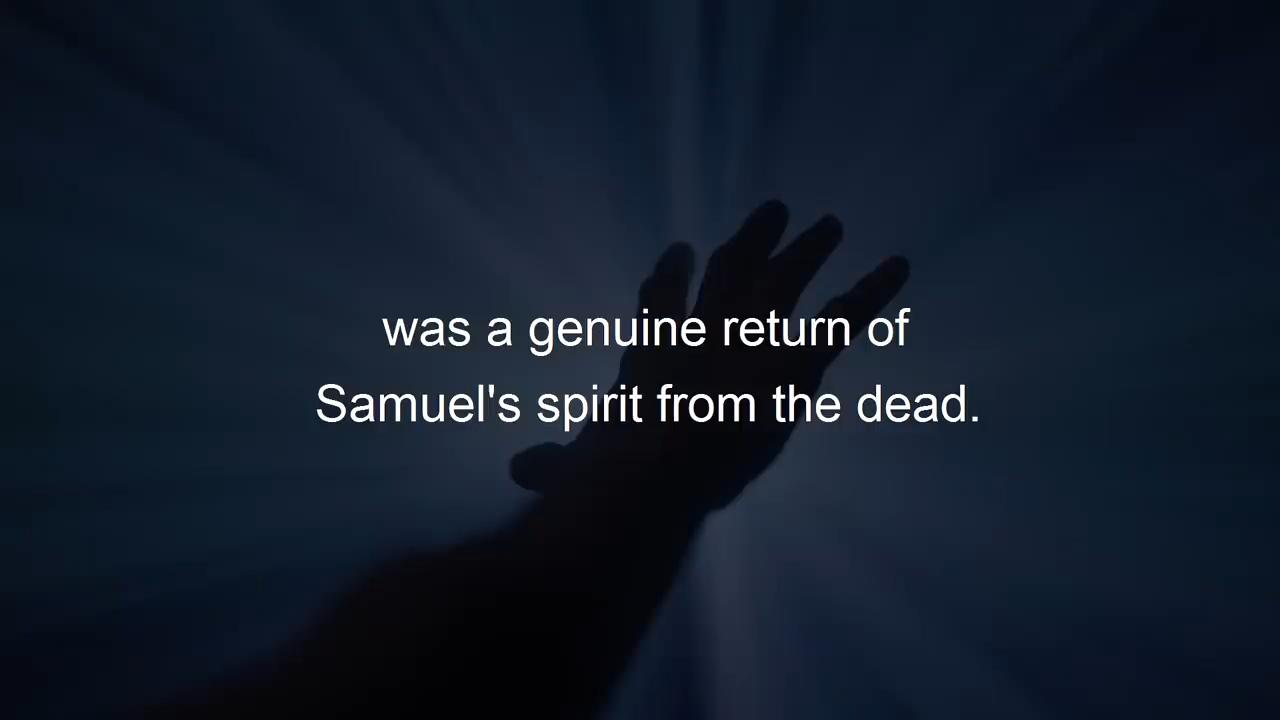 was a genuine return of
Samuel's spirit from the dead.